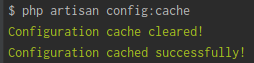 $ php artisan config:cache
Configuration cache cleared!
Configuration cached successfully!